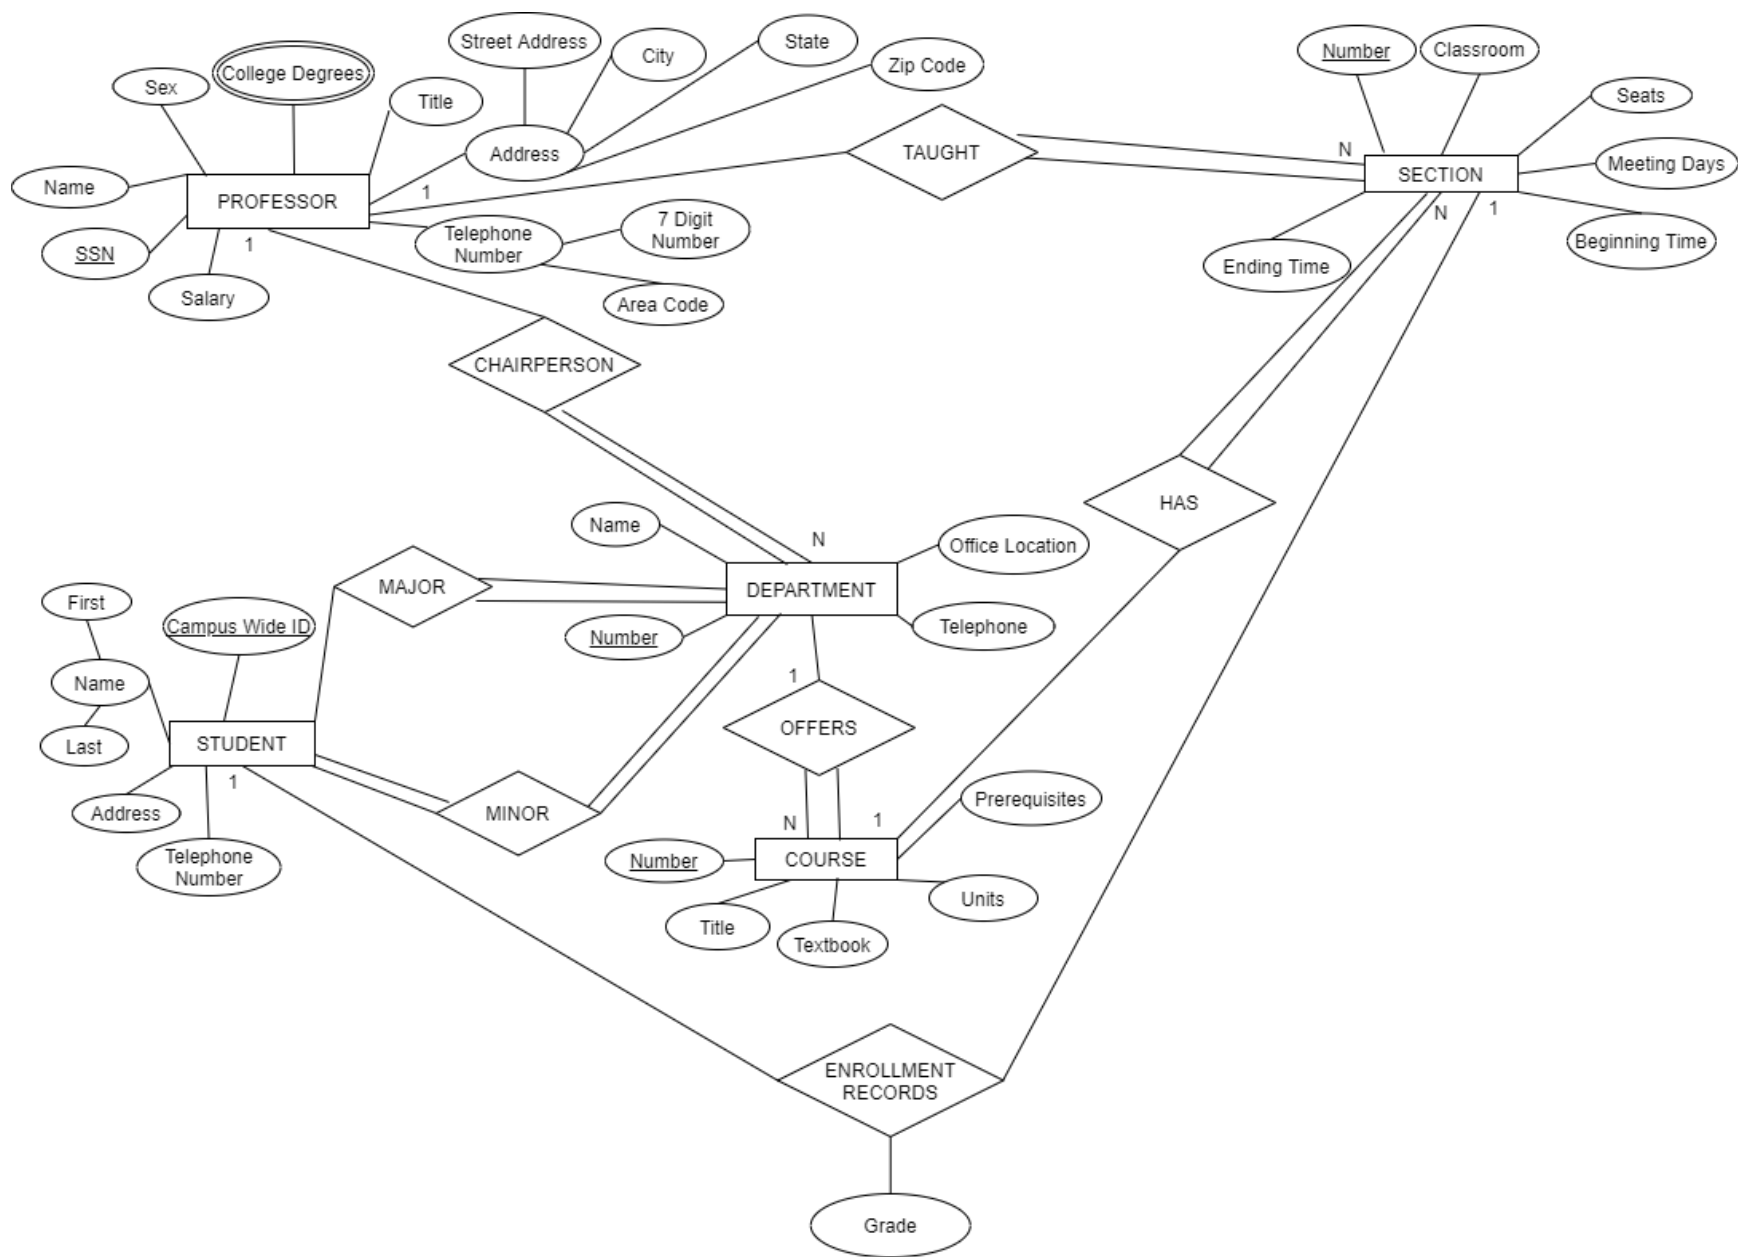 Street Address
City
State
Zip Code
Number
Classroom
College Degrees
Sex
Title
Seats
Address
TAUGHT
N
Meeting Days
SECTION
Name
PROFESSOR
1
N
1
7 Digit
Number
Telephone
Number
Beginning Time
SSN
1
Ending Time
Salary
Area Code
CHAIRPERSON
HAS
Name
N
Office Location
MAJOR
DEPARTMENT
First
Campus Wide ID
Number
Telephone
Name
1
Last
STUDENT
OFFERS
1
Prerequisites
Address
MINOR
N
1
Telephone
Number
Number
COURSE
Units
Title
Textbook
ENROLLMENT
RECORDS
Grade